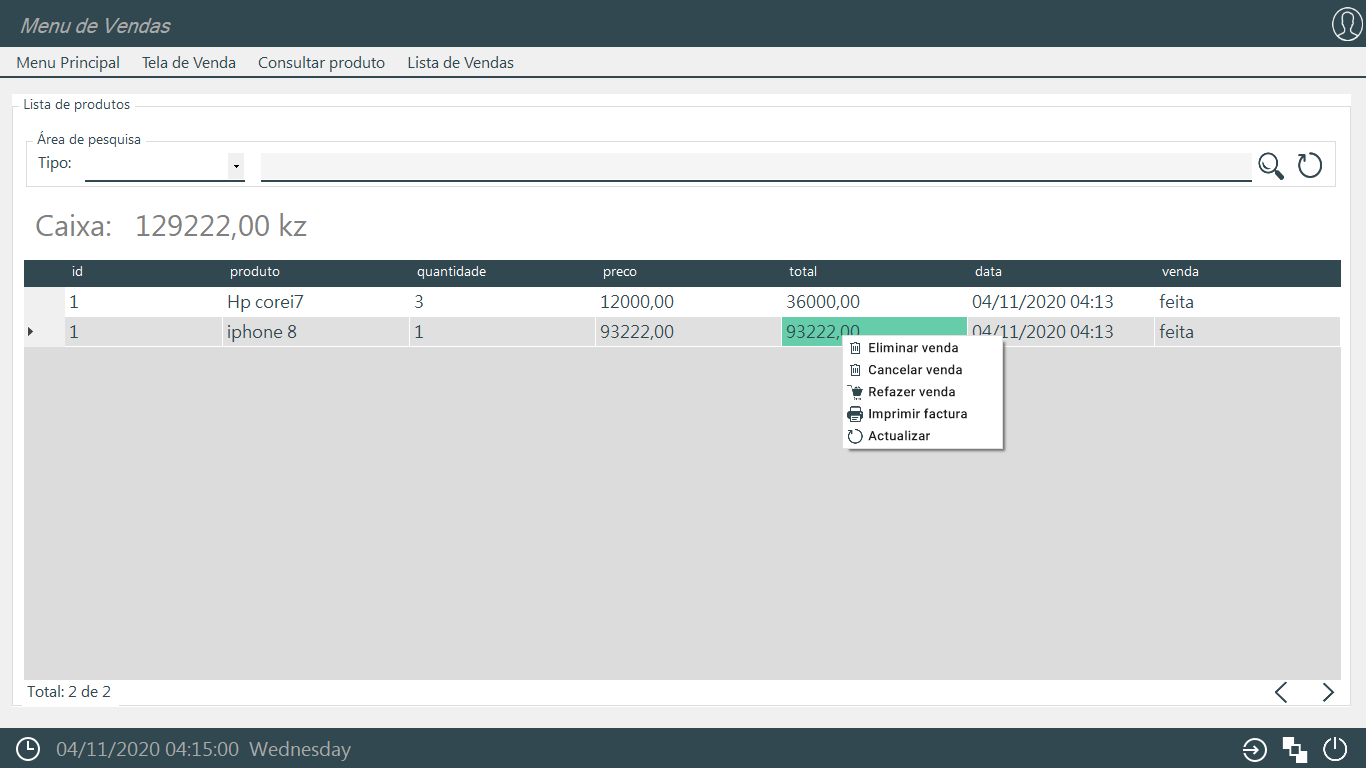 Menu de Vendas
Menu Principal Tela de Venda Consultar produto Lista de Vendas
Lista de produtos
Área de pesquisa
Tipo:
Caixa: 129222,00 kz
id produto quantidade preco total data venda
1 Hp corei7 3 12000,00 36000,00 04/11/2020 04:13 feita
1 iphone 8 1 93222,00 93222,00 04/11/2020 04:13 feita
Eliminar venda
Cancelar venda
Refazer venda
Imprimir factura
Actualizar
Total: 2 de 2
04/11/2020 04:15:00 Wednesday